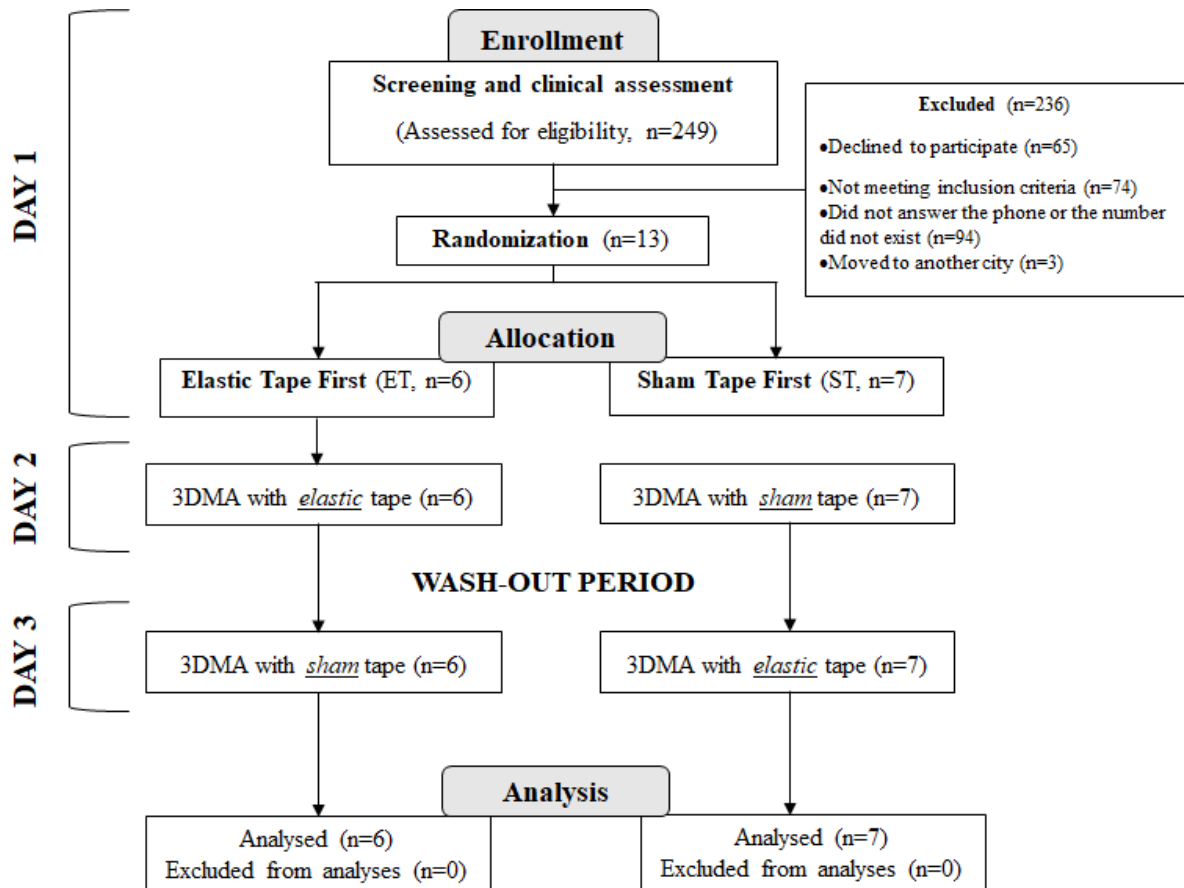 Enrollment
Screening and clinical assessment
(Assessed for eligibility, n=249)
Excluded (n=236)
•Declined to participate (n=65)
•Not meeting inclusion criteria (n=74)
•Did not answer the phone or the number
did not exist (n=94)
•Moved to another city (n=3)
DAY 1
Randomization (n=13)
Allocation
Elastic Tape First (ET, n=6)
Sham Tape First (ST, n=7)
DAY 2
3DMA with elastic tape (n=6)
3DMA with sham tape (n=7)
WASH-OUT PERIOD
DAY 3
3DMA with sham tape (n=6)
3DMA with elastic tape (n=7)
Analysis
Analysed (n=6)
Excluded from analyses (n=0)
Analysed (n=7)
Excluded from analyses (n=0)